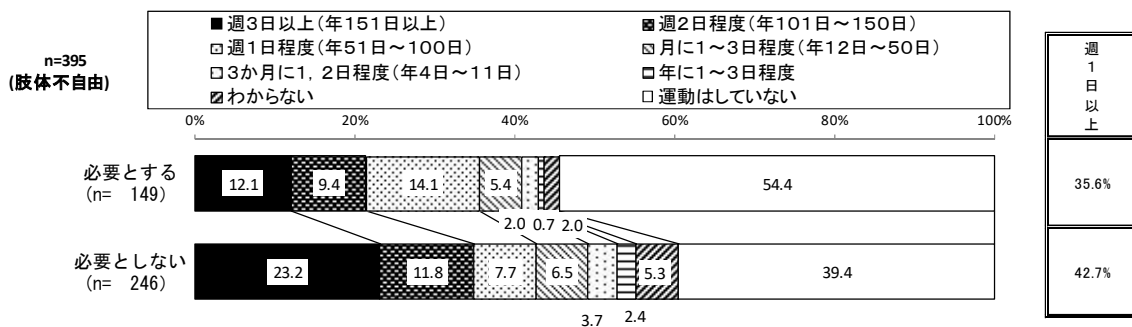 ■週3日以上(年151日以上) 週2日程度(年101日～150日)
週1日程度(年51日～100日) 月に1～3日程度(年12日～50日)
3か月に1，2日程度(年4日～11日) 年に1～3日程度
わからない □運動はしていない
n=395
(肢体不自由)
週1日以上
0% 20% 40% 60% 80% 100%
必要とする
(n= 149)
12.1 9.4 14.1 5.4 2.0 0.7 2.0 54.4
35.6%
必要としない
(n= 246)
23.2 11.8 7.7 6.5 3.7 2.4 5.3 39.4
42.7%